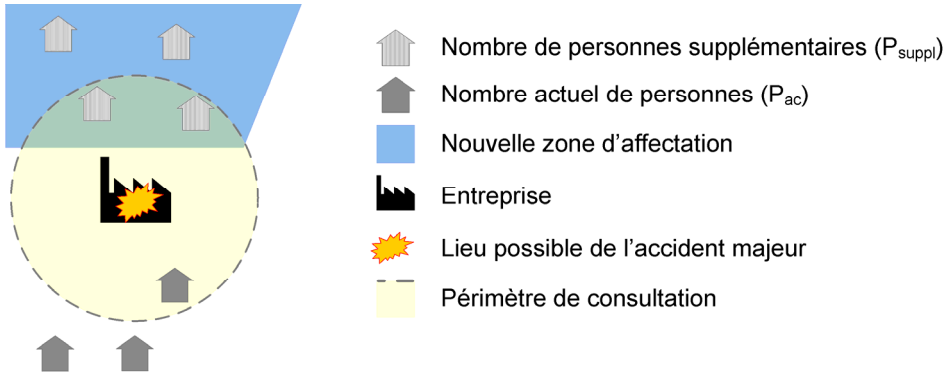 Nombre de personnes supplémentaires (Psuppl)
Nombre actuel de personnes (Pac)
Nouvelle zone d'affectation
Entreprise
Lieu possible de l'accident majeur
Périmètre de consultation